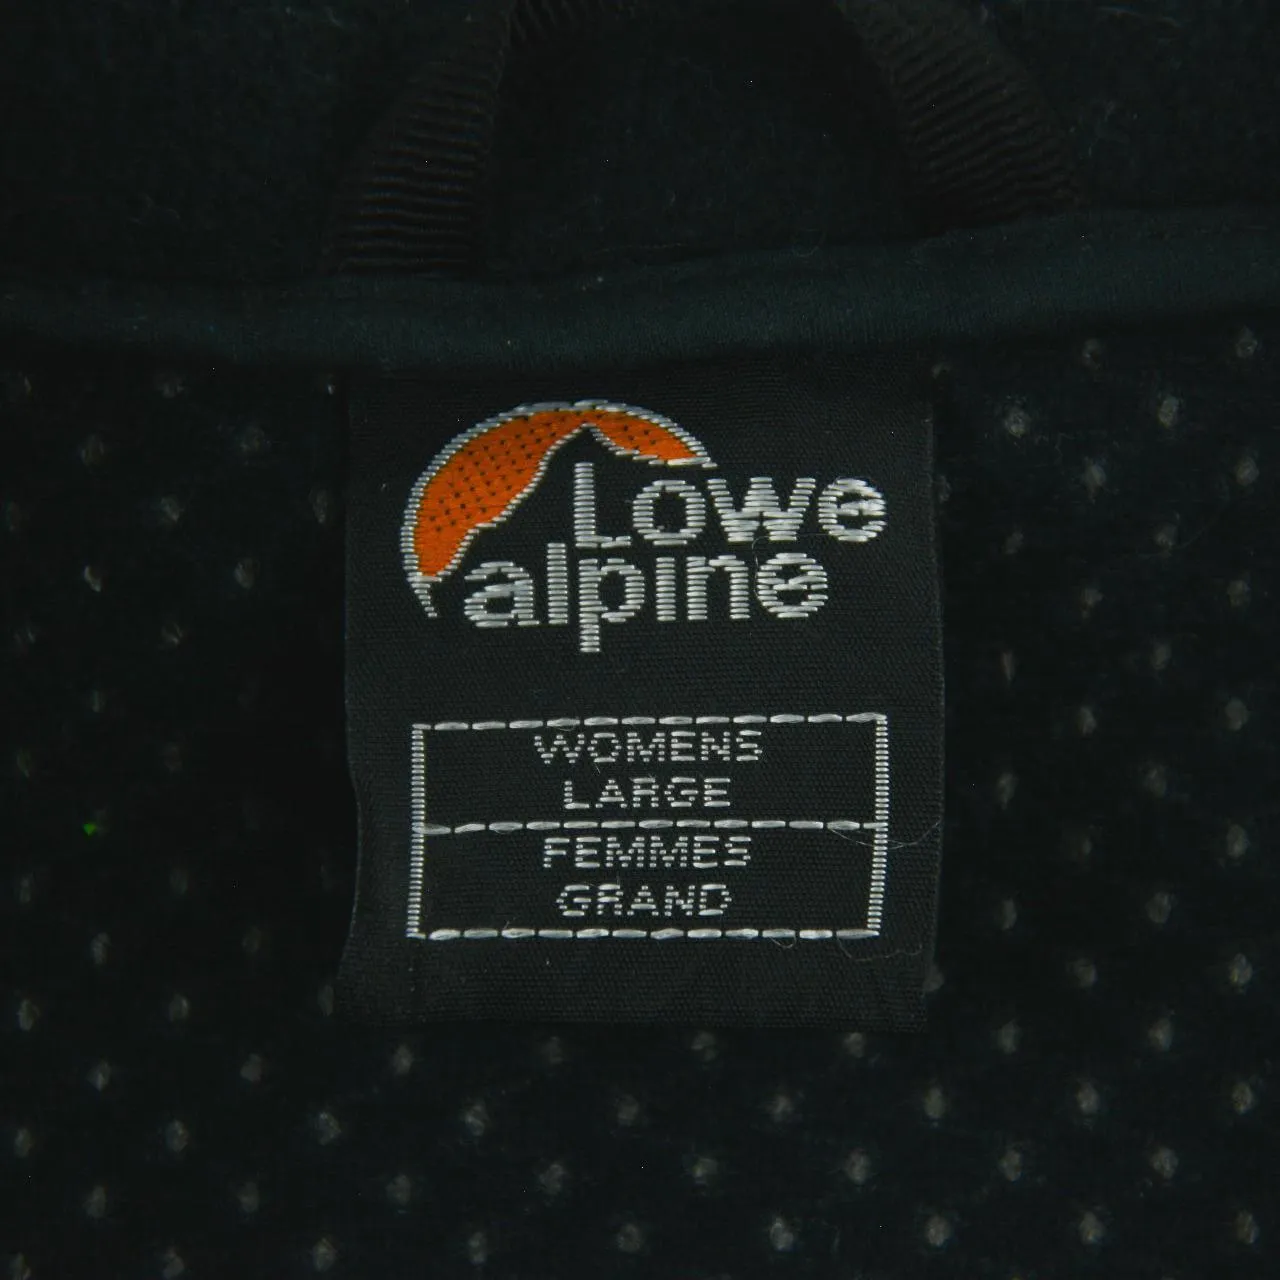 Lowe
alpine
WOMENS
LARGE
FEMMES
GRAND